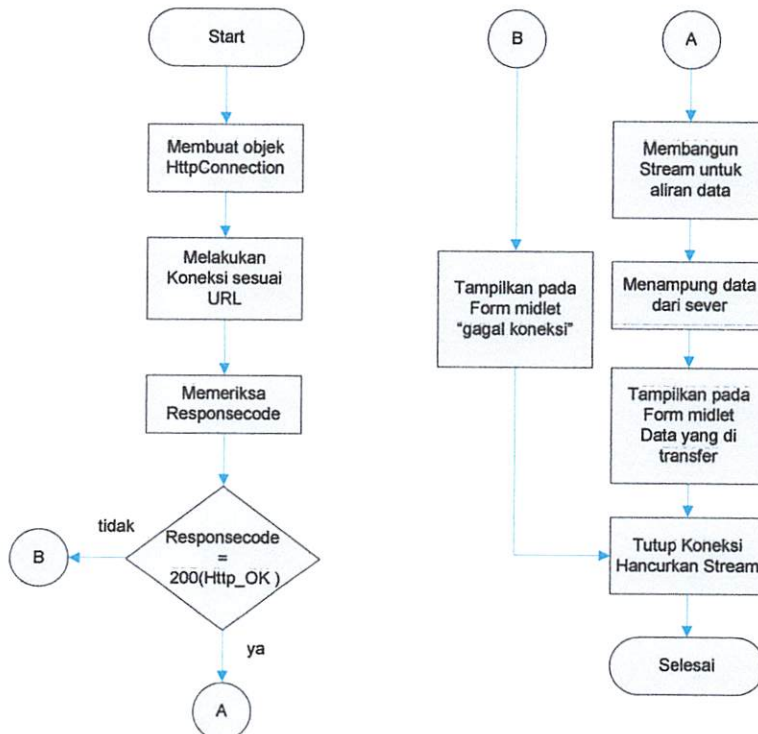 Start
Membuat objek
HttpConnection
Melakukan
Koneksi sesuai
URL
Memeriksa
Responsecode
Responsecode
=
200(Http_OK )
tidak
B
ya
A
B
Tampilkan pada
Form midlet
“gagal koneksi”
A
Membangun
Stream untuk
aliran data
Menampung data
dari sever
Tampilkan pada
Form midlet
Data yang di
transfer
Tutup Koneksi
Hancurkan Stream
Selesai